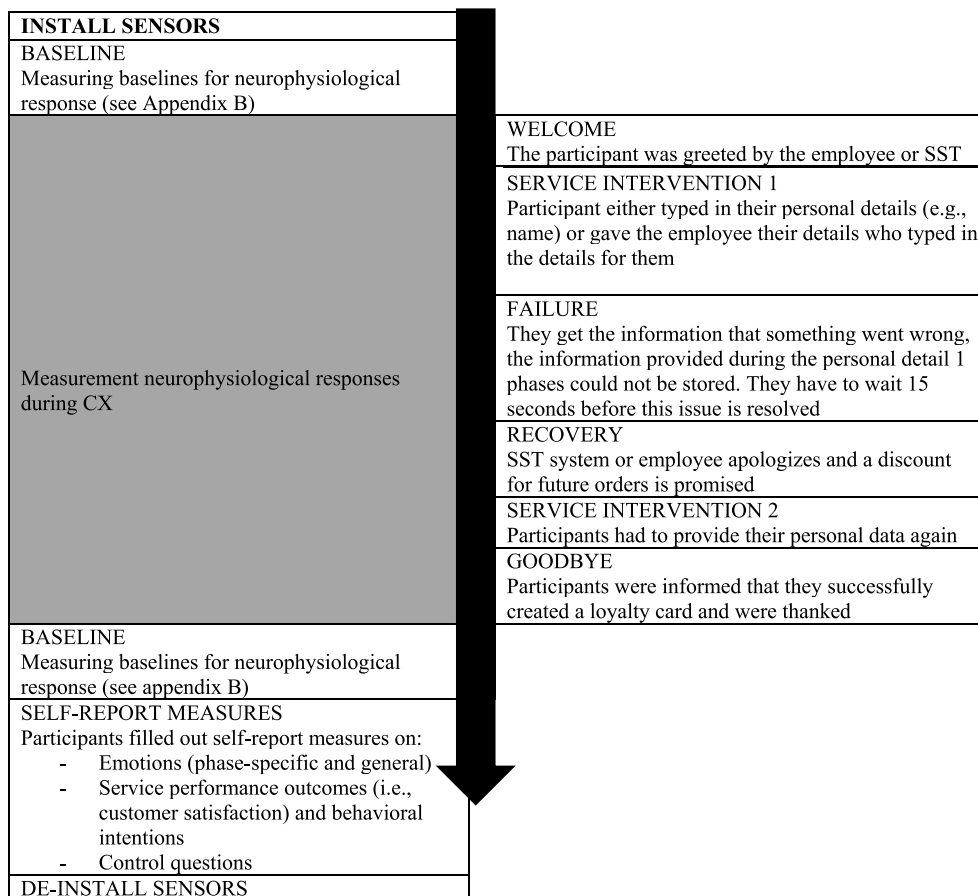 INSTALL SENSORS
BASELINE
Measuring baselines for neurophysiological
response (see Appendix B)
Measurement neurophysiological responses
during CX
WELCOME
The participant was greeted by the employee or SST
SERVICE INTERVENTION 1
Participant either typed in their personal details (e.g.,
name) or gave the employee their details who typed in
the details for them
FAILURE
They get the information that something went wrong,
the information provided during the personal detail 1
phases could not be stored. They have to wait 15
seconds before this issue is resolved
RECOVERY
SST system or employee apologizes and a discount
for future orders is promised
SERVICE INTERVENTION 2
Participants had to provide their personal data again
GOODBYE
Participants were informed that they successfully
created a loyalty card and were thanked
BASELINE
Measuring baselines for neurophysiological
response (see appendix B)
SELF-REPORT MEASURES
Participants filled out self-report measures on:
- Emotions (phase-specific and general)
- Service performance outcomes (i.e.,
customer satisfaction) and behavioral
intentions
- Control questions
DE-INSTALL SENSORS